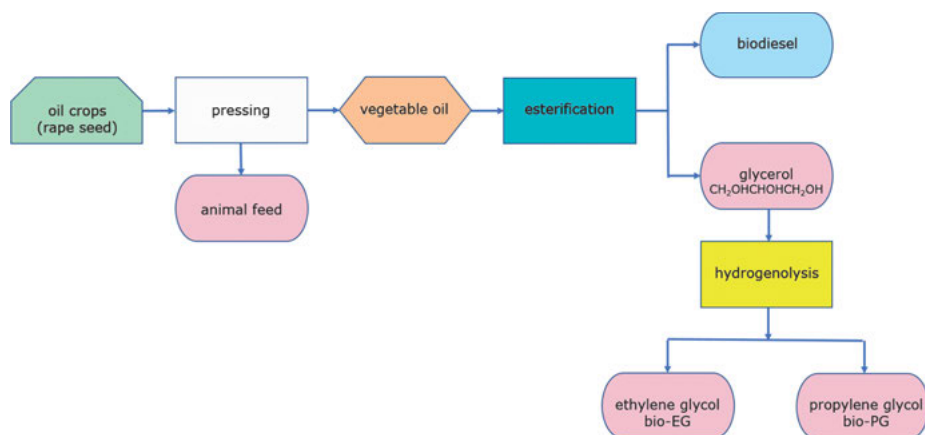 biodiesel
oil crops
(rape seed)
pressing
vegetable oil
esterification
animal feed
glycerol
CH₂OHCHOHCH₂OH
hydrogenolysis
ethylene glycol
bio-EG
propylene glycol
bio-PG